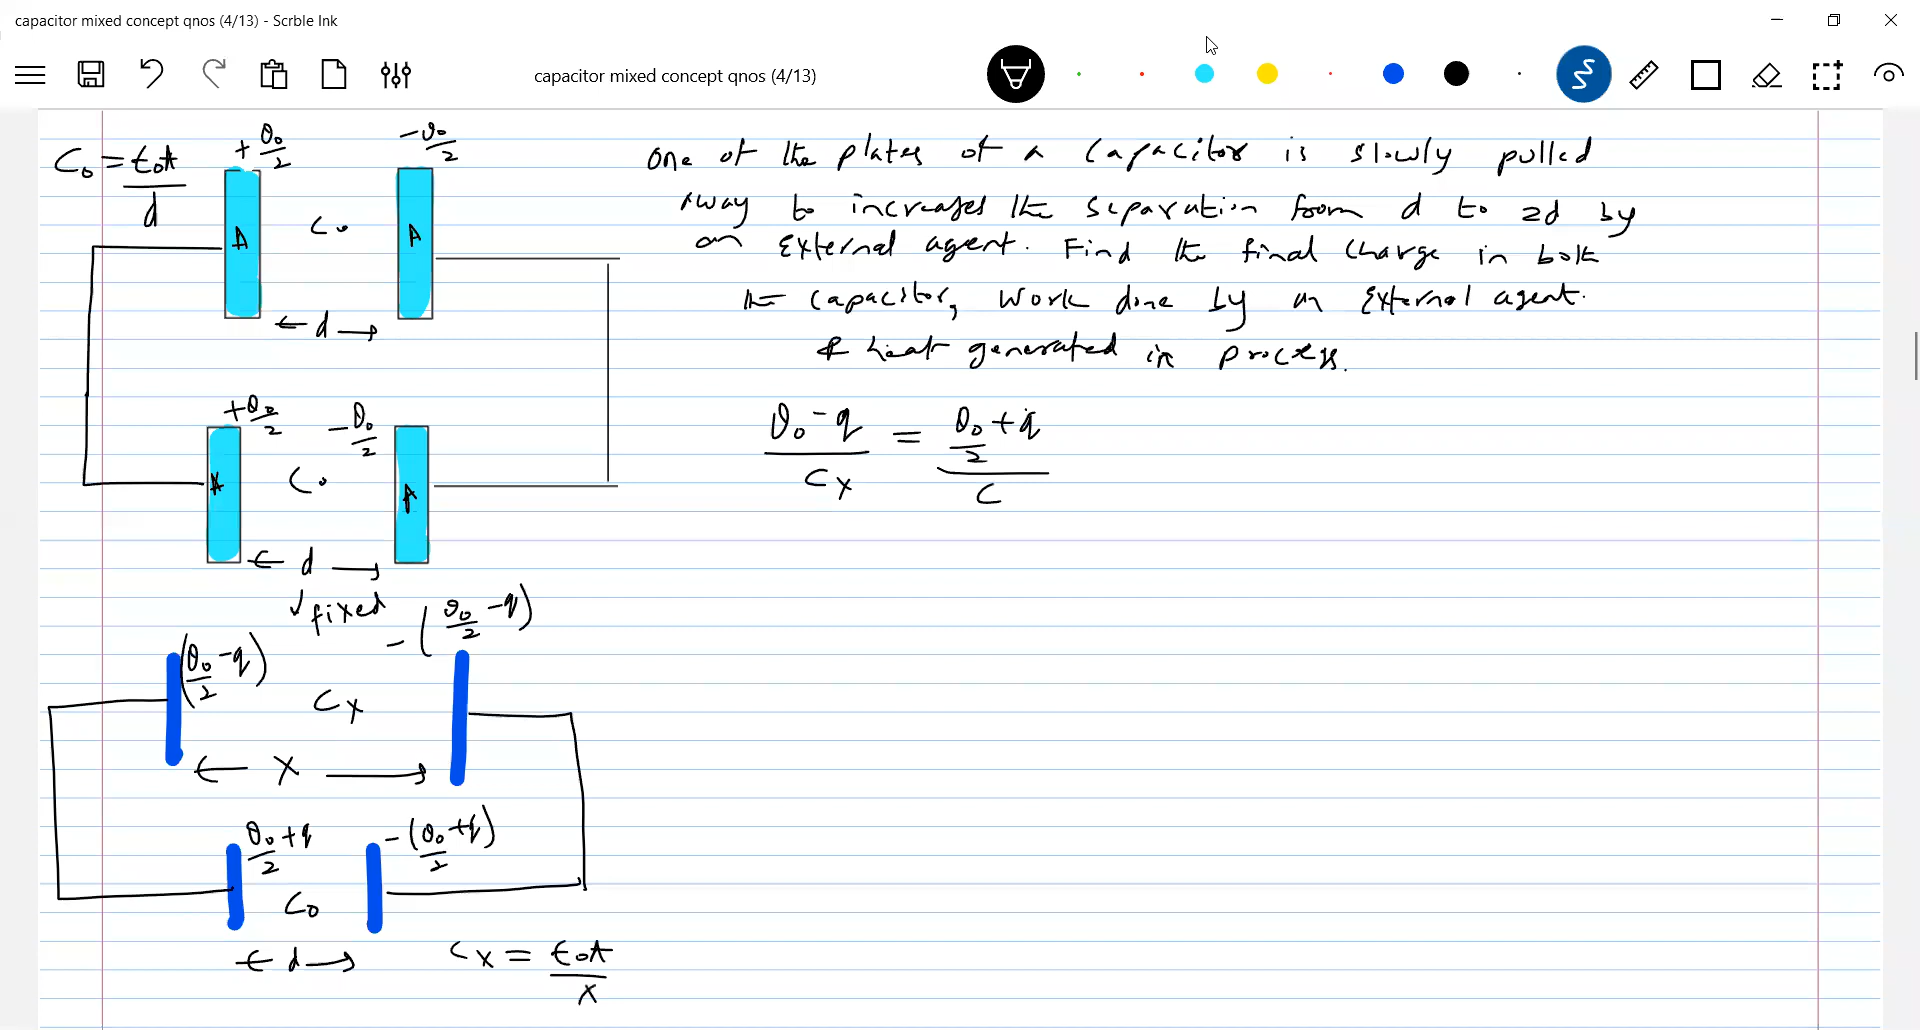 capacitor mixed concept qnos (4/13) - Scrble Ink
capacitor mixed concept qnos (4/13)
C₀ = ε₀A/d
+ Q₀/2
- Q₀/2
A
C₀
A
← d →
One of the plates of a capacitor is slowly pulled
away to increases the separation from d to 2d by
an External agent. Find the final charge in both
the capacitor, work done by an External agent.
& heat generated in process.
+Q₀/2
-Q₀/2
A
C₀
A
← d →
fixed
(Q₀ - q)/Cx = (Q₀/2 + q)/C
(Q₀/2 - q)
-(Q₀/2 - q)
Cx
← x →
Q₀/2 + q
-(Q₀/2 + q)
C₀
← d →
Cx = ε₀A/x